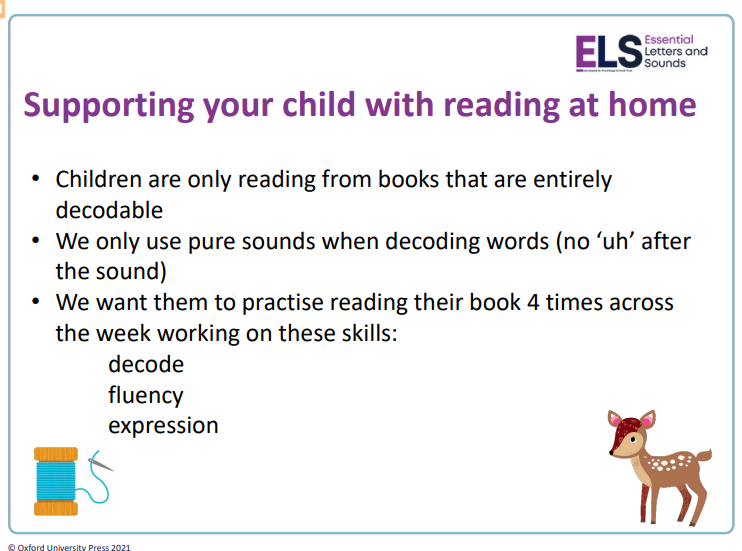 ELS Essential
Letters and
Sounds
Supporting your child with reading at home
• Children are only reading from books that are entirely
decodable
• We only use pure sounds when decoding words (no ‘uh’ after
the sound)
• We want them to practise reading their book 4 times across
the week working on these skills:
decode
fluency
expression
© Oxford University Press 2021